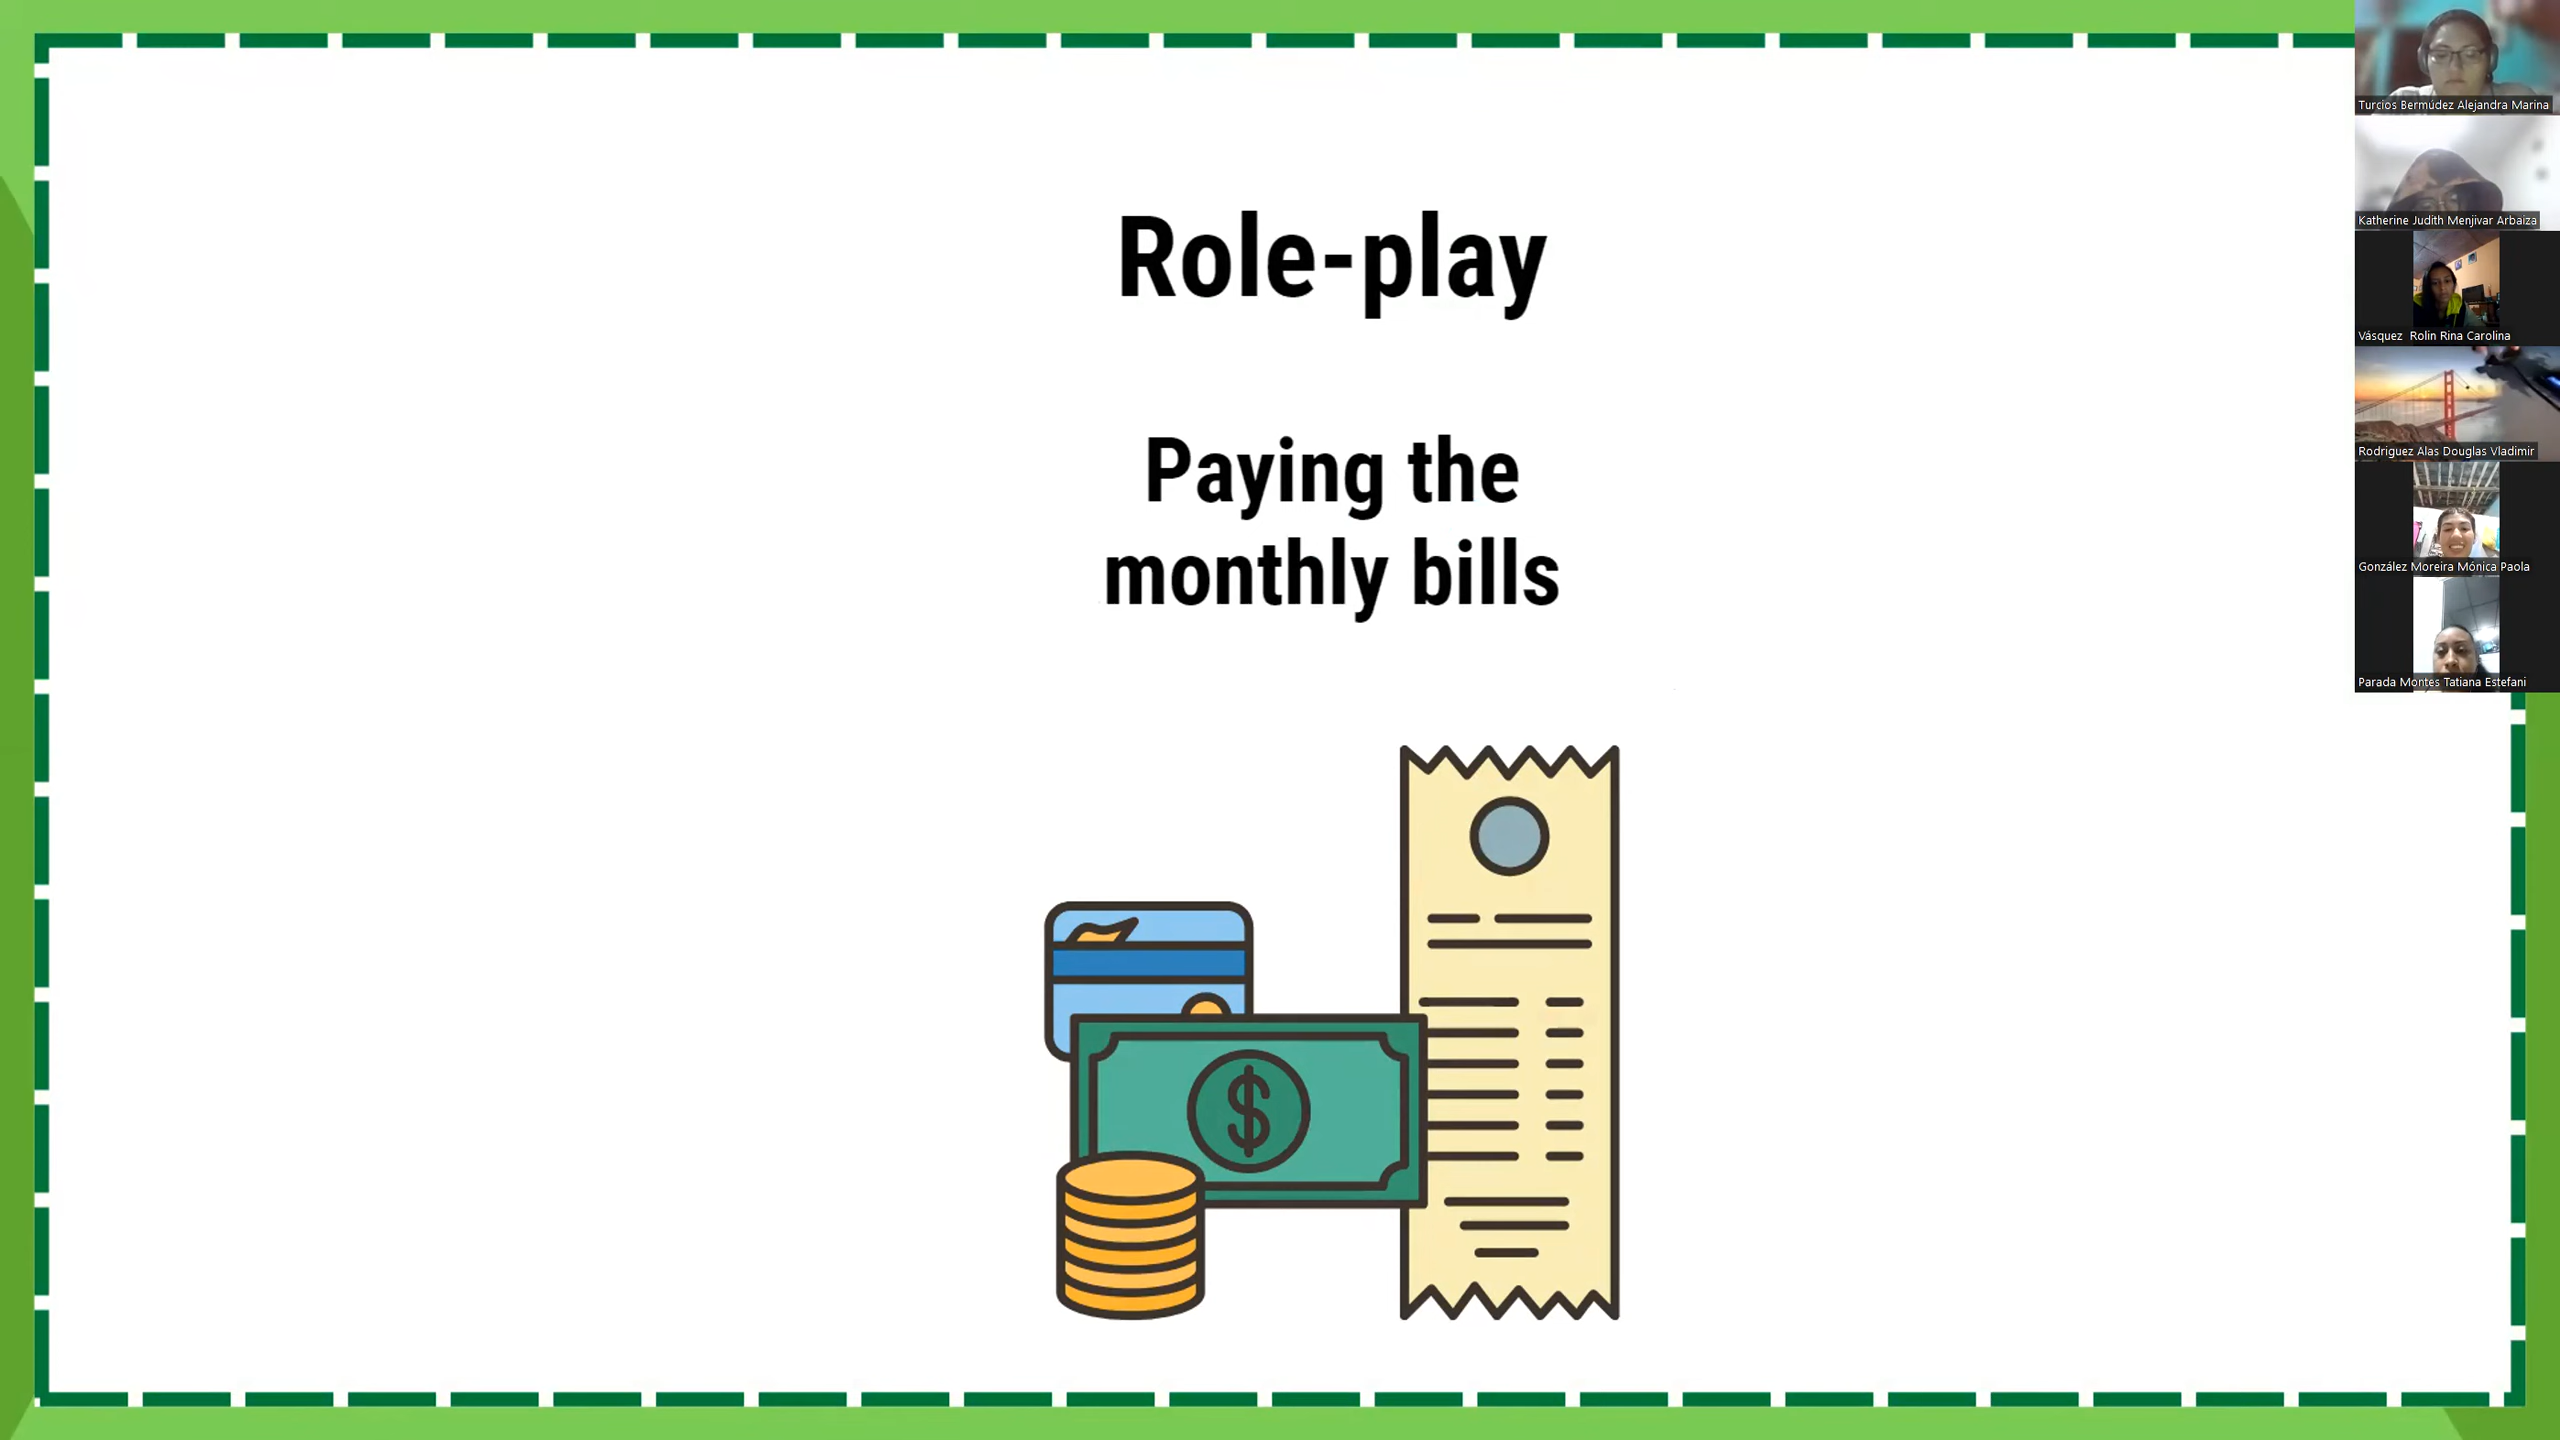 Role-play
Paying the
monthly bills
$
Turcios Bermúdez Alejandra Marina
Katherine Judith Menjivar Arbaiza
Vásquez Rolin Rina Carolina
Rodriguez Alas Douglas Vladimir
González Moreira Mónica Paola
Parada Montes Tatiana Estefani